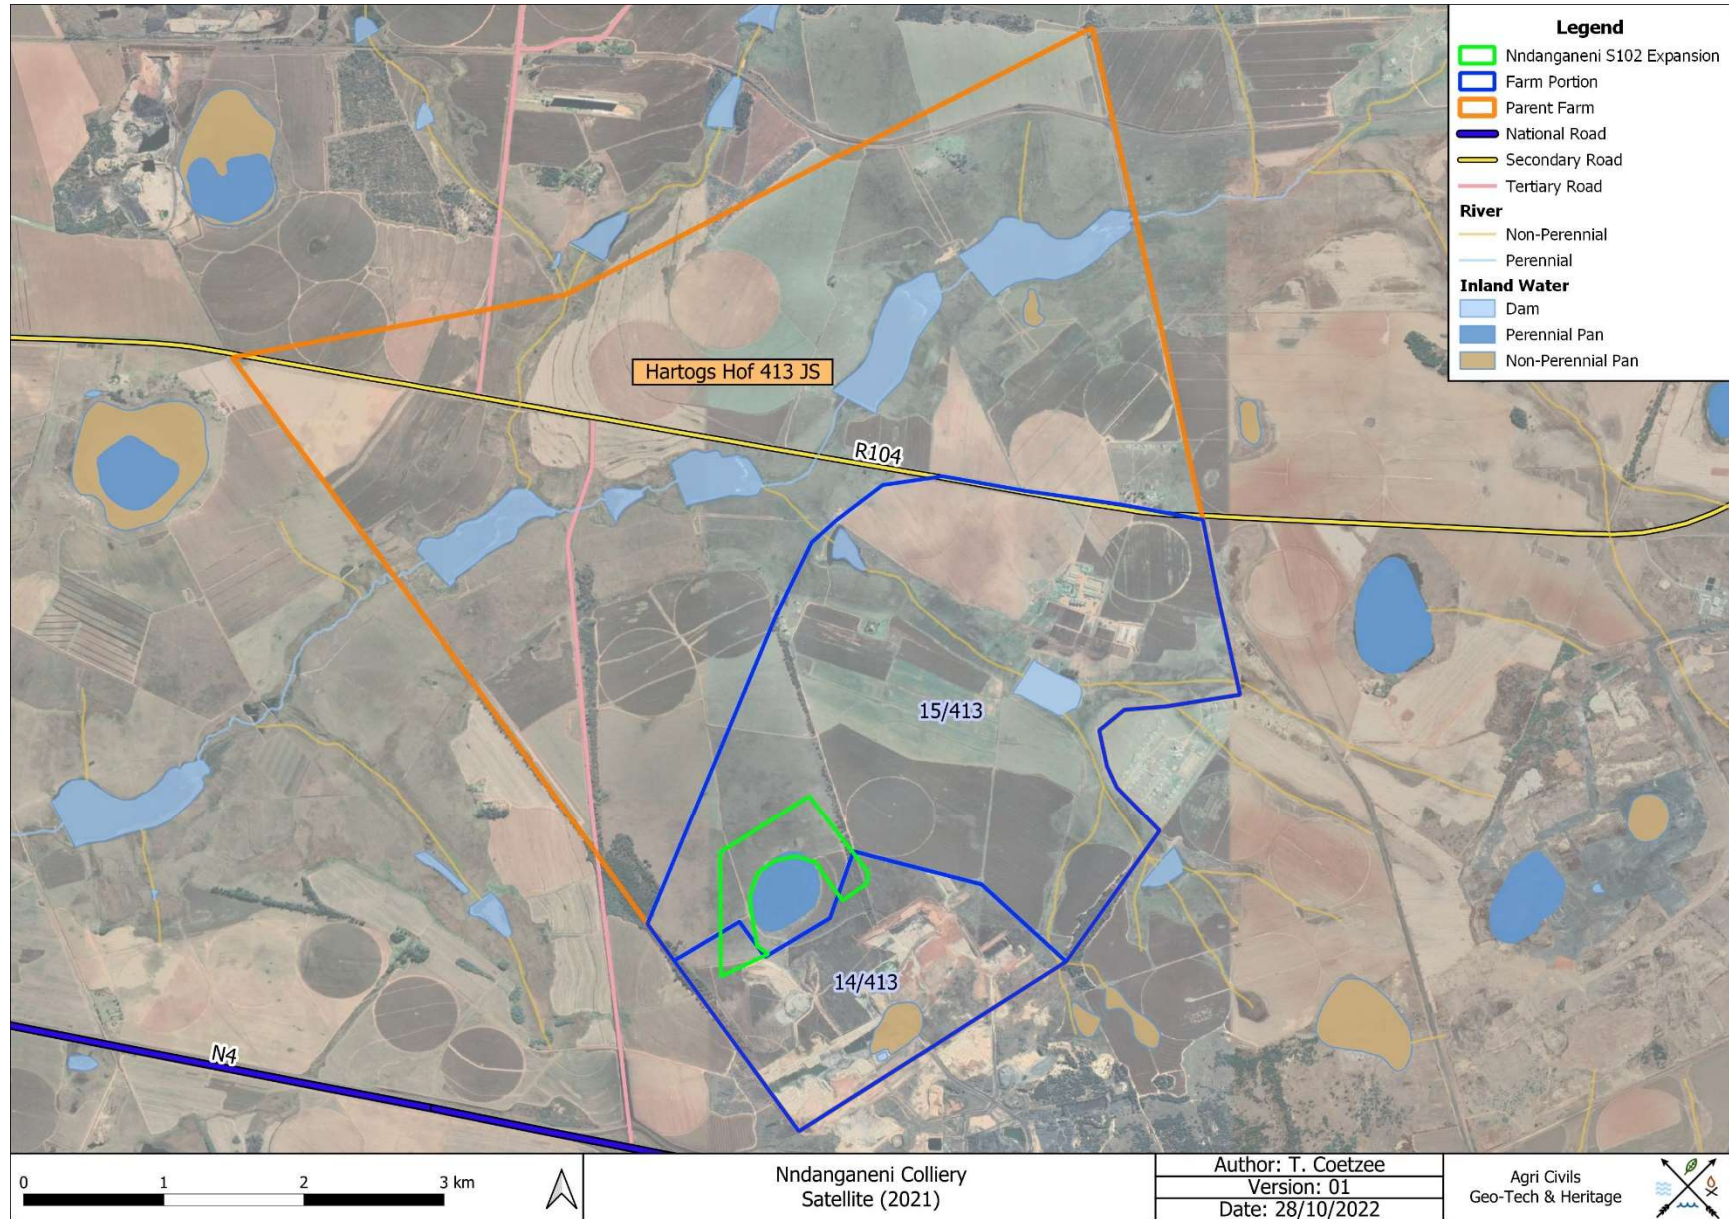 Legend
Nndanganeni S102 Expansion
Farm Portion
Parent Farm
National Road
Secondary Road
Tertiary Road
River
Non-Perennial
Perennial
Inland Water
Dam
Perennial Pan
Non-Perennial Pan
Hartogs Hof 413 JS
R104
15/413
14/413
N4
0 1 2 3 km
Nndanganeni Colliery
Satellite (2021)
Author: T. Coetzee
Version: 01
Date: 28/10/2022
Agri Civils
Geo-Tech & Heritage